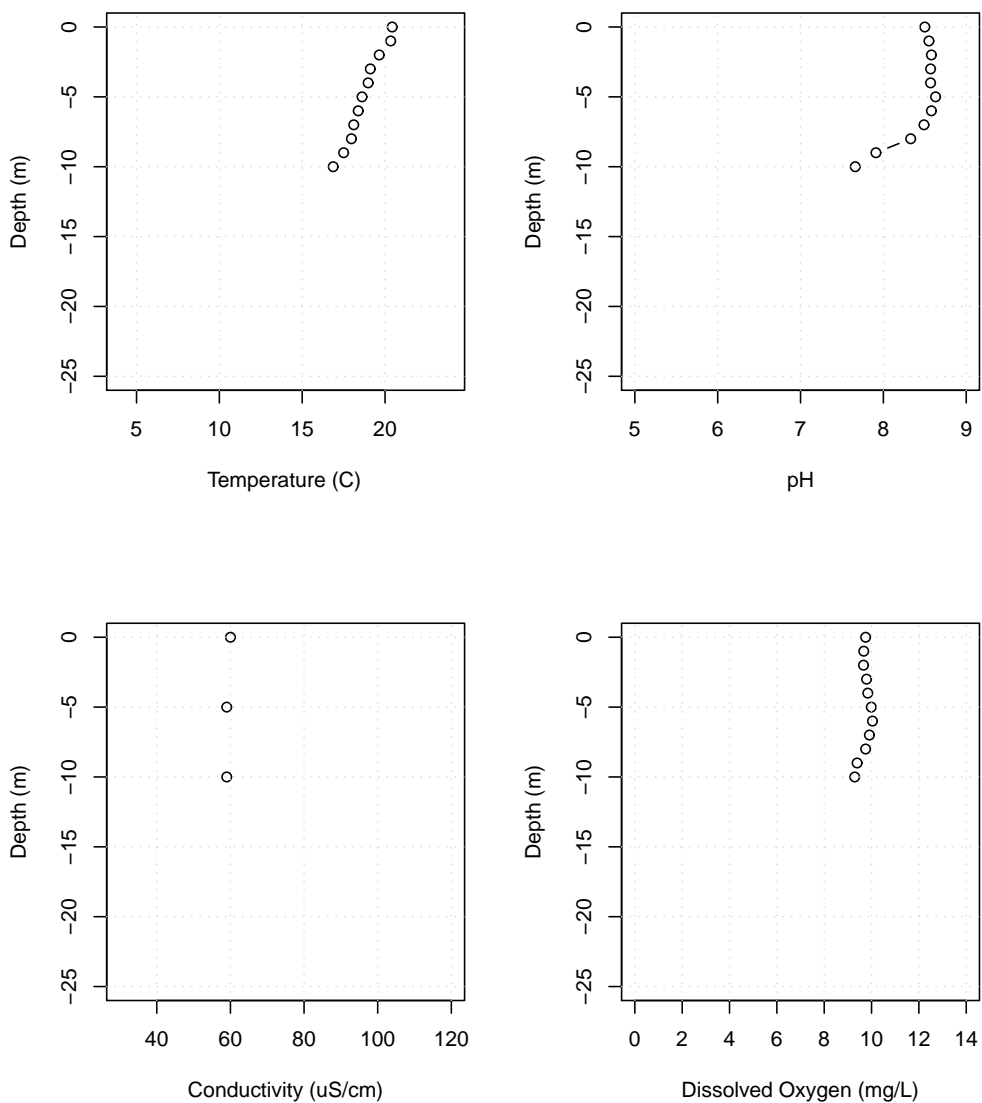 0
−5
−10
−15
−20
−25
Depth (m)
5 10 15 20
Temperature (C)
0
−5
−10
−15
−20
−25
Depth (m)
5 6 7 8 9
pH
0
−5
−10
−15
−20
−25
Depth (m)
40 60 80 100 120
Conductivity (uS/cm)
0
−5
−10
−15
−20
−25
Depth (m)
0 2 4 6 8 10 12 14
Dissolved Oxygen (mg/L)